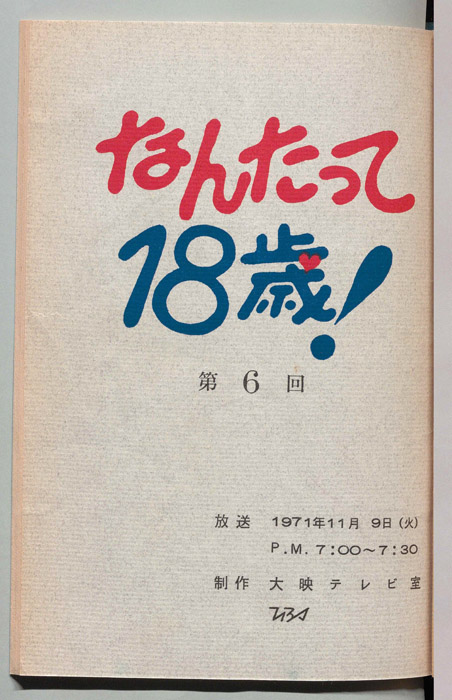 なんたって
18歳!
第6回
放送 1971年11月9日(火)
P.M.7:00〜7:30
制作 大映テレビ室
TBS